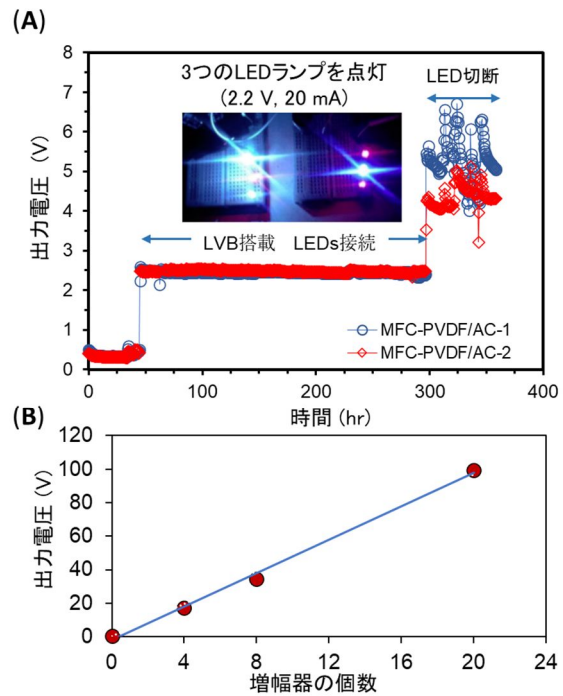 (A)
3つのLEDランプを点灯
(2.2 V, 20 mA)
LED切断
LVB搭載 LEDs接続
MFC-PVDF/AC-1
MFC-PVDF/AC-2
出力電圧 (V)
8
7
6
5
4
3
2
1
0
0 100 200 300 400
時間 (hr)
(B)
出力電圧 (V)
120
100
80
60
40
20
0
0 4 8 12 16 20 24
増幅器の個数